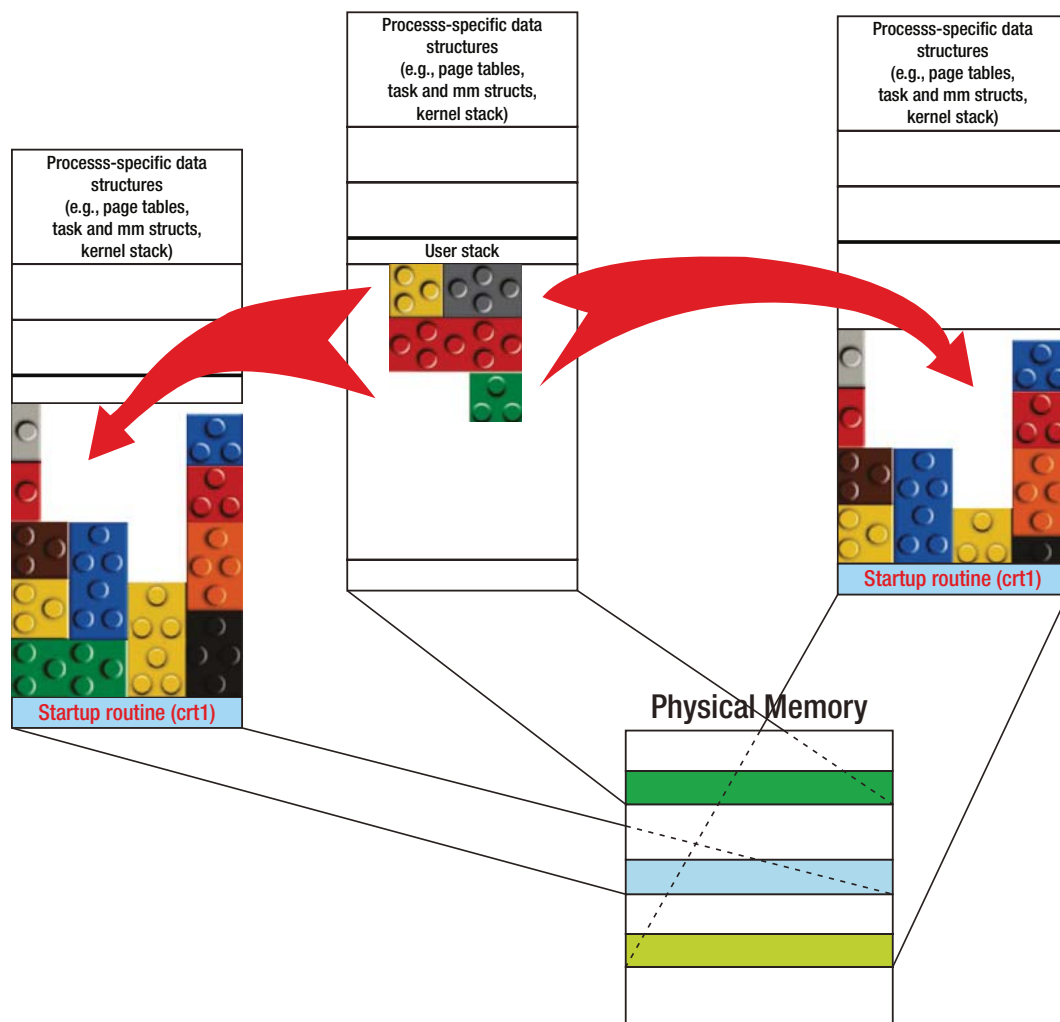 Processs-specific data
structures
(e.g., page tables,
task and mm structs,
kernel stack)
Processs-specific data
structures
(e.g., page tables,
task and mm structs,
kernel stack)
Processs-specific data
structures
(e.g., page tables,
task and mm structs,
kernel stack)
User stack
Startup routine (crt1)
Startup routine (crt1)
Physical Memory